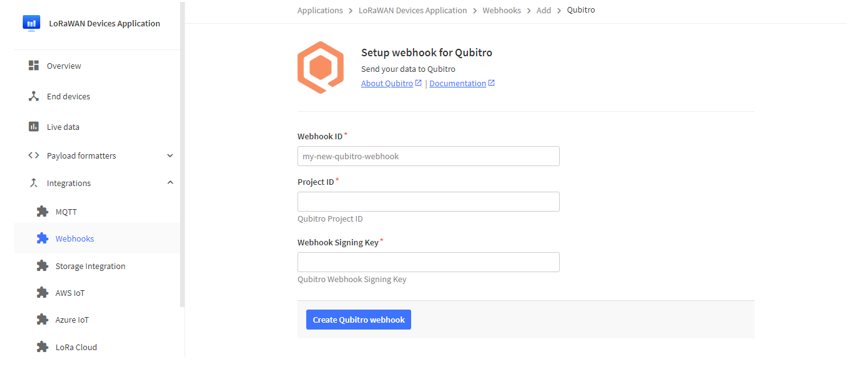 LoRaWAN Devices Application
Overview
End devices
Live data
Payload formatters
Integrations
MQTT
Webhooks
Storage Integration
AWS IoT
Azure IoT
LoRa Cloud
Applications > LoRaWAN Devices Application > Webhooks > Add > Qubitro
Setup webhook for Qubitro
Send your data to Qubitro
About Qubitro | Documentation
Webhook ID *
my-new-qubitro-webhook
Project ID *
Qubitro Project ID
Webhook Signing Key *
Qubitro Webhook Signing Key
Create Qubitro webhook